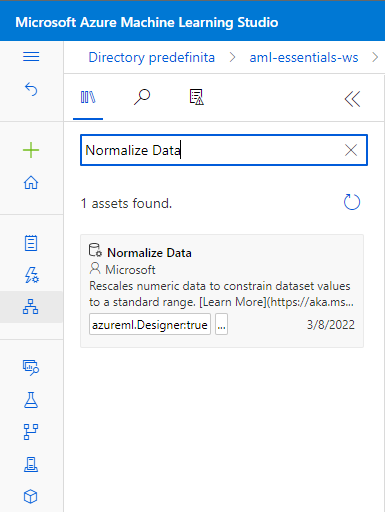 Microsoft Azure Machine Learning Studio
Directory predefinita > aml-essentials-ws >
Normalize Data
1 assets found.
Normalize Data
Microsoft
Rescales numeric data to constrain dataset values
to a standard range. [Learn More](https://aka.ms...
azureml.Designer:true ... 3/8/2022